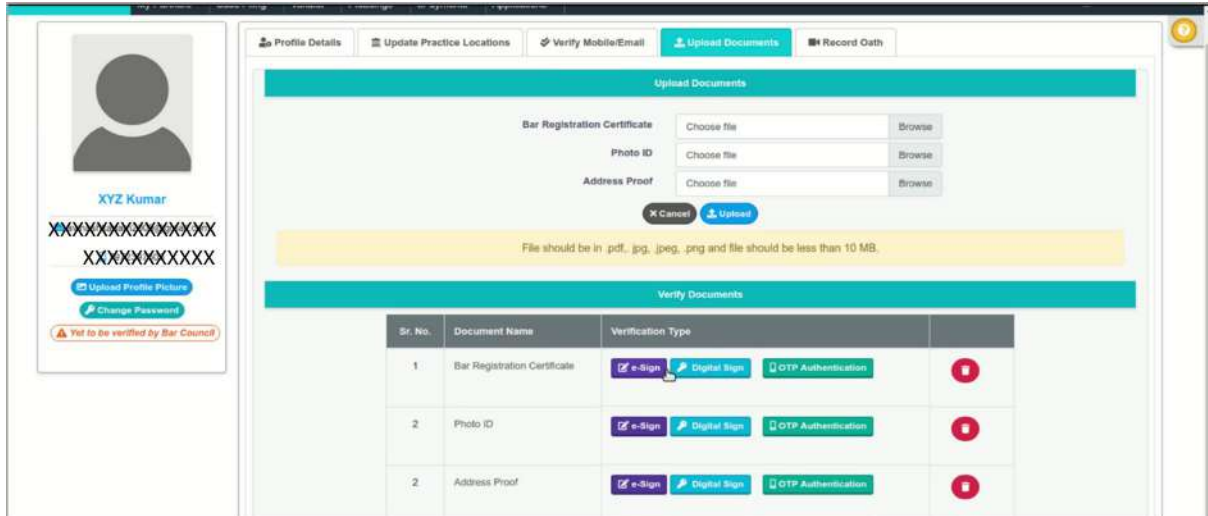 Profile Details Update Practice Locations Verify Mobile/Email Upload Documents Record Oath
Upload Documents
Bar Registration Certificate Choose file Browse
Photo ID Choose file Browse
Address Proof Choose file Browse
Cancel Upload
File should be in .pdf, .jpg, .jpeg, .png and file should be less than 10 MB.
XYZ Kumar
XXXXXXXXXXXXXX
XXXXXXXXXXX
Upload Profile Picture
Change Password
Yet to be verified by Bar Council
Verify Documents
Sr. No. Document Name Verification Type
1 Bar Registration Certificate e-Sign Digital Sign OTP Authentication
2 Photo ID e-Sign Digital Sign OTP Authentication
2 Address Proof e-Sign Digital Sign OTP Authentication